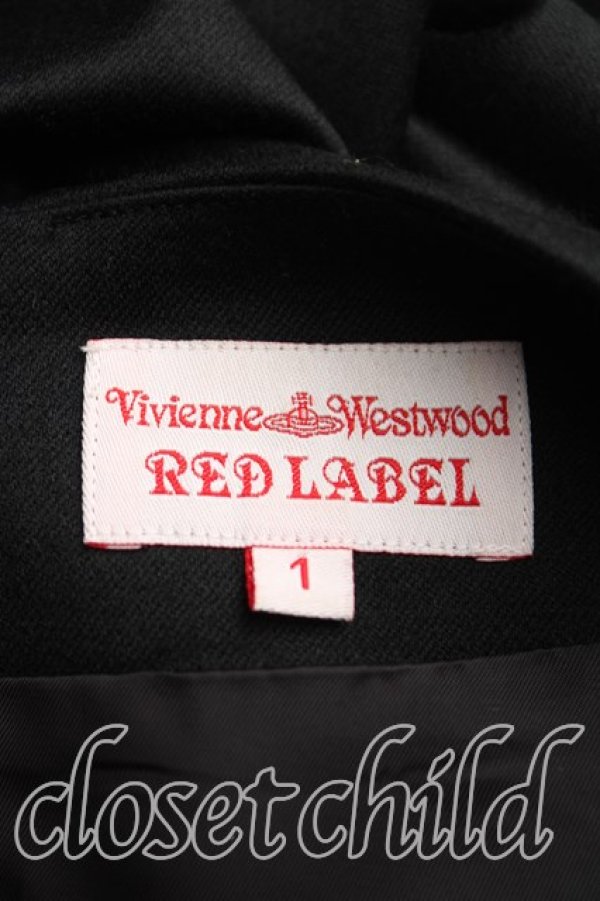 Vivienne Westwood
RED LABEL
1
closet child